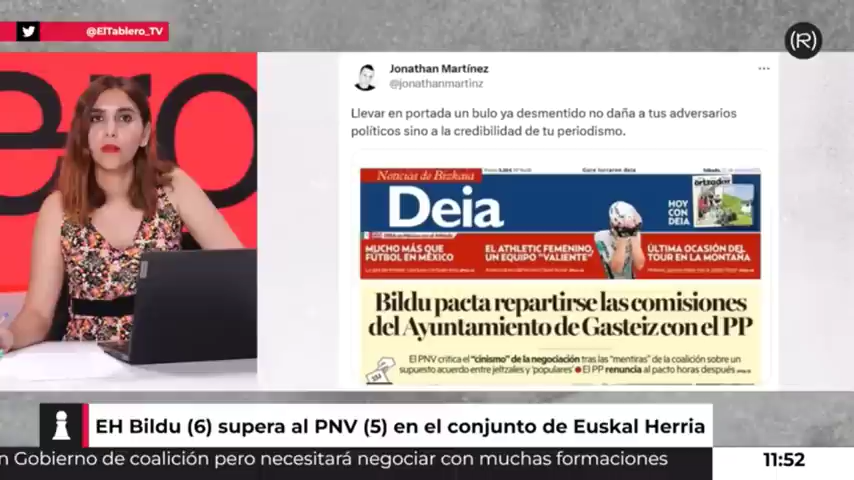 @ElTablero_TV
(R)
ero
Jonathan Martínez
@jonathanmartinz
Llevar en portada un bulo ya desmentido no daña a tus adversarios
políticos sino a la credibilidad de tu periodismo.
Noticias de Bizkaia
Deia
HOY
CON
DEIA
MUCHO MÁS QUE
FÚTBOL EN MÉXICO
EL ATHLETIC FEMENINO,
UN EQUIPO "VALIENTE"
ÚLTIMA OCASIÓN DEL
TOUR EN LA MONTAÑA
Bildu pacta repartirse las comisiones
del Ayuntamiento de Gasteiz con el PP
El PNV critica el "cinismo" de la negociación tras las "mentiras" de la coalición sobre un
supuesto acuerdo entre jeltzales y 'populares' ● El PP renuncia al pacto horas después
EH Bildu (6) supera al PNV (5) en el conjunto de Euskal Herria
n Gobierno de coalición pero necesitará negociar con muchas formaciones
11:52